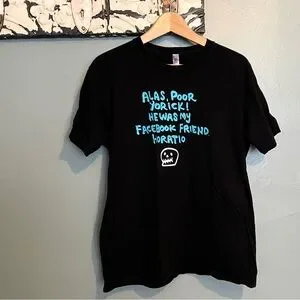 ALAS, POOR
YORICK!
HE WAS MY
FACEBOOK FRIEND
HORATIO